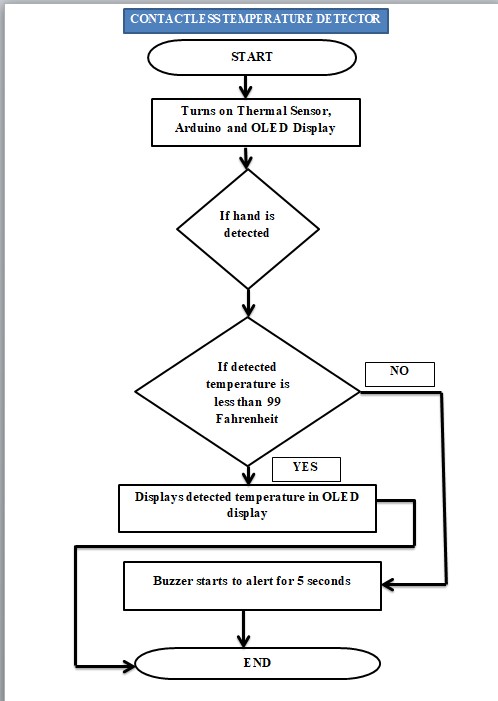 CONTACTLESS TEMPERATURE DETECTOR
START
Turns on Thermal Sensor,
Arduino and OLED Display
If hand is
detected
If detected
temperature is
less than 99
Fahrenheit
NO
YES
Displays detected temperature in OLED
display
Buzzer starts to alert for 5 seconds
END